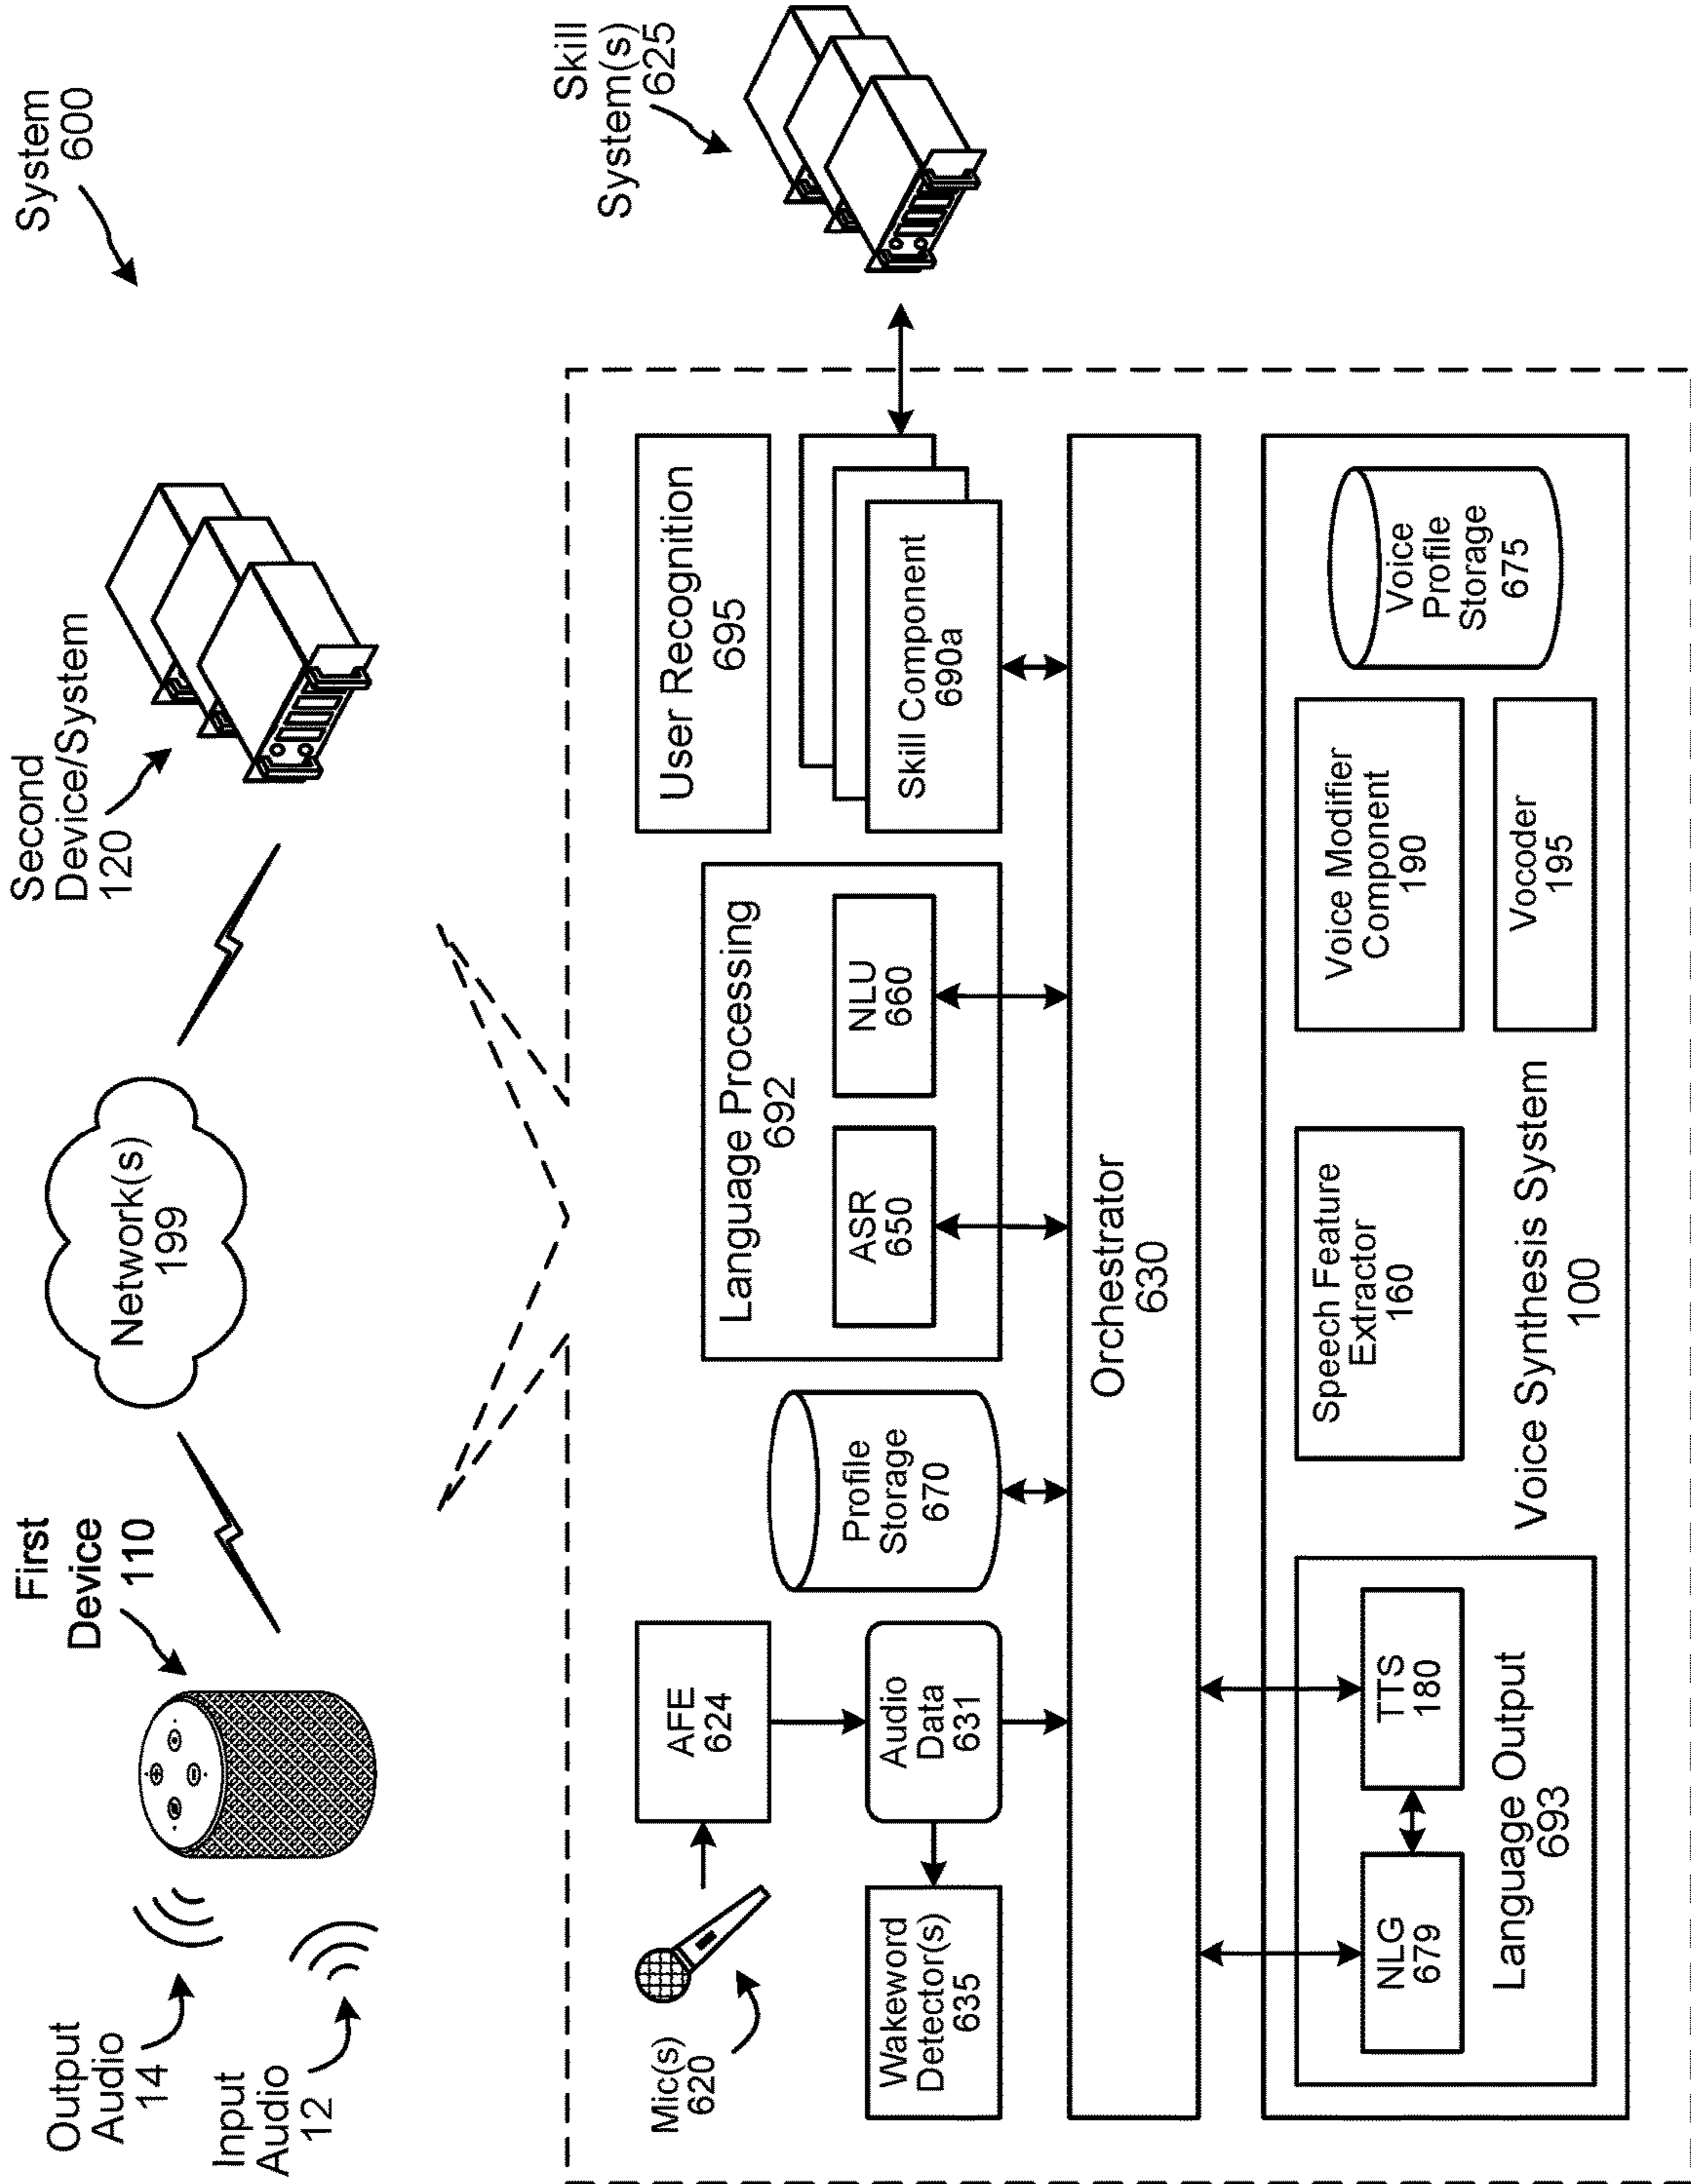 System
600
Output
Audio
14
Input
Audio
12
First
Device
110
Network(s)
199
Second
Device/System
120
Skill
System(s)
625
Mic(s)
620
AFE
624
Wakeword
Detector(s)
635
Audio
Data
631
Profile
Storage
670
Language Processing
692
ASR
650
NLU
660
User Recognition
695
Skill Component
690a
Orchestrator
630
NLG
679
TTS
180
Language Output
693
Speech Feature
Extractor
160
Voice Modifier
Component
190
Vocoder
195
Voice
Profile
Storage
675
Voice Synthesis System
100